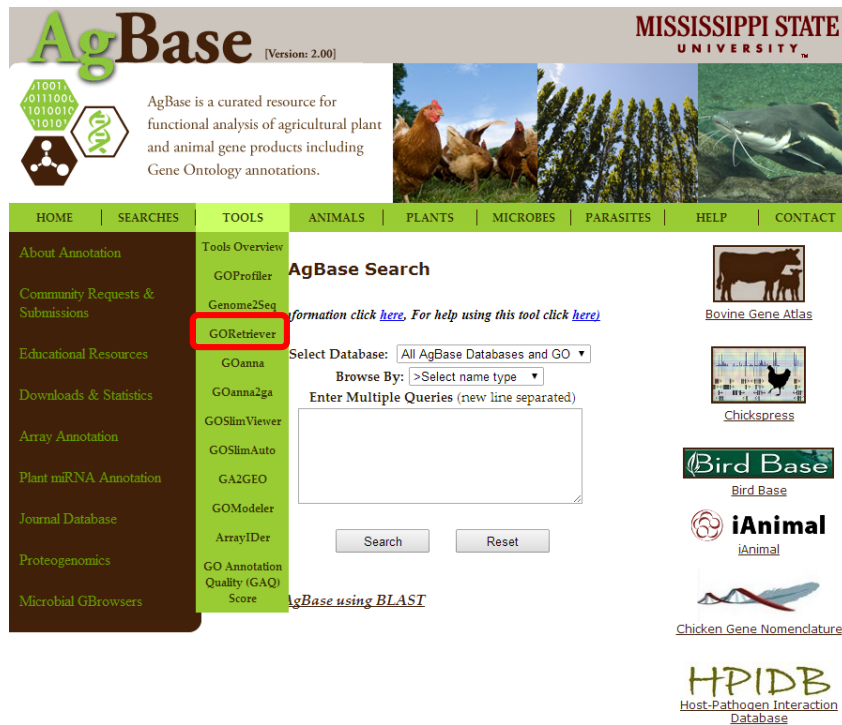 AgBase [Version: 2.00]
MISSISSIPPI STATE
UNIVERSITY™
AgBase is a curated resource for
functional analysis of agricultural plant
and animal gene products including
Gene Ontology annotations.
HOME | SEARCHES | TOOLS | ANIMALS | PLANTS | MICROBES | PARASITES | HELP | CONTACT
About Annotation
Community Requests &
Submissions
Educational Resources
Downloads & Statistics
Array Annotation
Plant miRNA Annotation
Journal Database
Proteogenomics
Microbial GBrowsers
Tools Overview
GOProfiler
Genome2Seq
GORetriever
GOanna
GOanna2ga
GOSlimViewer
GOSlimAuto
GA2GEO
GOModeler
ArrayIDer
GO Annotation
Quality (GAQ)
Score
AgBase Search
formation click here, For help using this tool click here)
Select Database: All AgBase Databases and GO
Browse By: >Select name type
Enter Multiple Queries (new line separated)
Search Reset
AgBase using BLAST
Bovine Gene Atlas
Chickspress
Bird Base
Bird Base
iAnimal
iAnimal
Chicken Gene Nomenclature
HPIDB
Host-Pathogen Interaction
Database